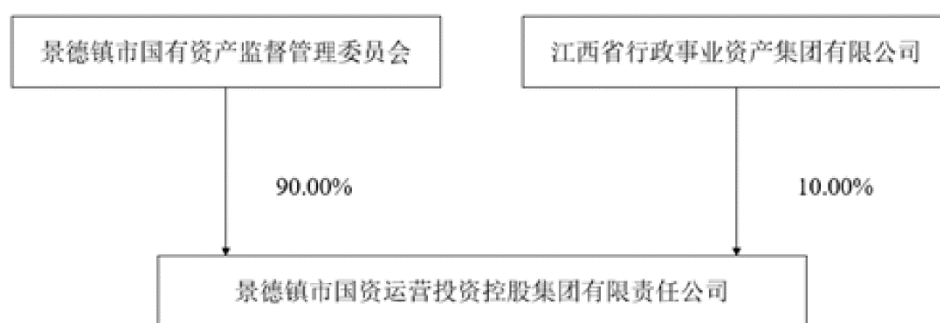 景德镇市国有资产监督管理委员会
江西省行政事业资产集团有限公司
90.00%
10.00%
景德镇市国资运营投资控股集团有限责任公司